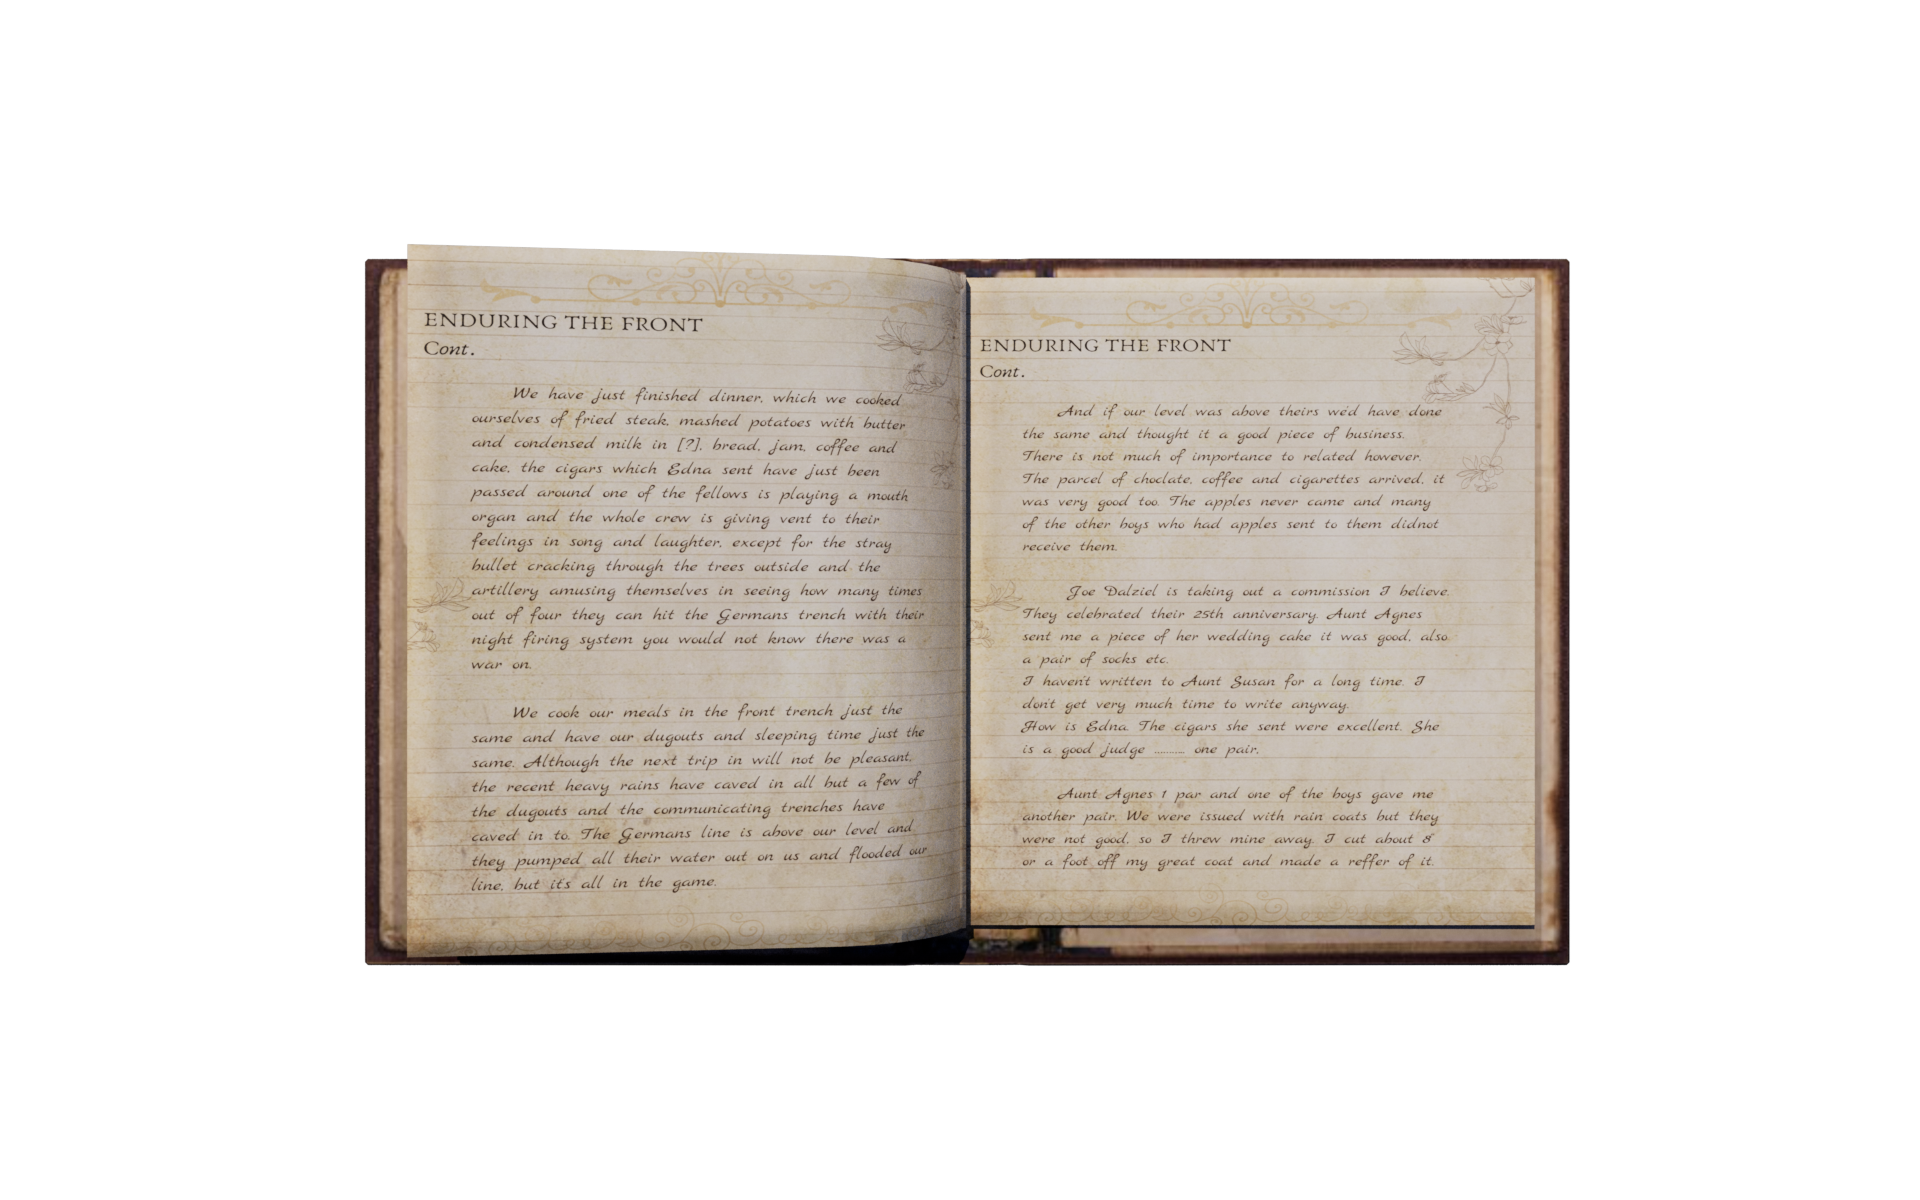 ENDURING THE FRONT
Cont.
We have just finished dinner, which we cooked
ourselves of fried steak, mashed potatoes with butter
and condensed milk in [?], bread, jam, coffee and
cake, the cigars which Edna sent have just been
passed around one of the fellows is playing a mouth
organ and the whole crew is giving vent to their
feelings in song and laughter, except for the stray
bullet cracking through the trees outside and the
artillery amusing themselves in seeing how many times
out of four they can hit the Germans trench with their
night firing system you would not know there was a
war on.
We cook our meals in the front trench just the
same and have our dugouts and sleeping time just the
same. Although the next trip in will not be pleasant,
the recent heavy rains have caved in all but a few of
the dugouts and the communicating trenches have
caved in to. The Germans line is above our level and
they pumped all their water out on us and flooded our
line, but it's all in the game.
ENDURING THE FRONT
Cont.
And if our level was above theirs we'd have done
the same and thought it a good piece of business.
There is not much of importance to related however.
The parcel of choclate, coffee and cigarettes arrived, it
was very good too. The apples never came and many
of the other boys who had apples sent to them didnot
receive them.
Joe Dalziel is taking out a commission I believe.
They celebrated their 25th anniversary. Aunt Agnes
sent me a piece of her wedding cake it was good, also
a pair of socks etc.
I haven't written to Aunt Susan for a long time. I
don't get very much time to write anyway.
How is Edna. The cigars she sent were excellent. She
is a good judge .......... one pair,
Aunt Agnes 1 par and one of the boys gave me
another pair. We were issued with rain coats but they
were not good, so I threw mine away. I cut about 8"
or a foot off my great coat and made a reffer of it.